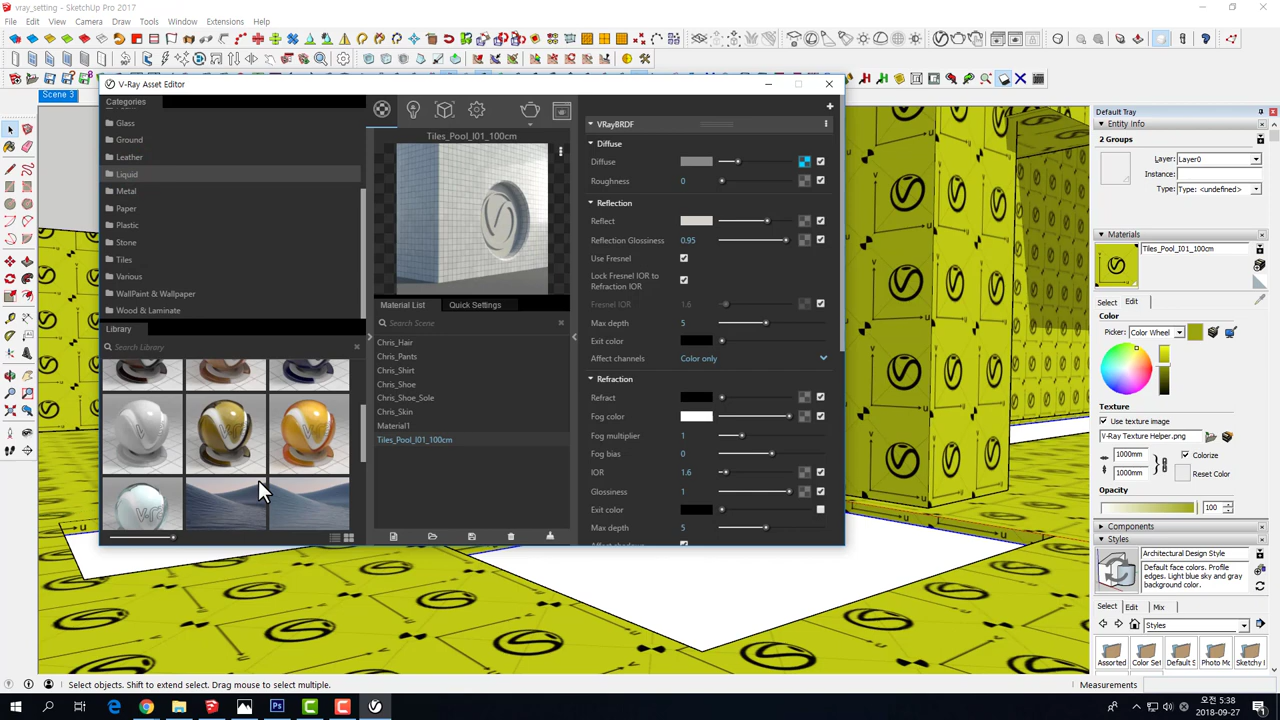 vray_setting - SketchUp Pro 2017
File Edit View Camera Draw Tools Window Extensions Help
Scene 3
V-Ray Asset Editor
Categories
Glass
Ground
Leather
Liquid
Metal
Paper
Plastic
Stone
Tiles
Various
WallPaint & Wallpaper
Wood & Laminate
Library
Search Library
Tiles_Pool_I01_100cm
Material List Quick Settings
Search Scene
Chris_Hair
Chris_Pants
Chris_Shirt
Chris_Shoe
Chris_Shoe_Sole
Chris_Skin
Material1
Tiles_Pool_I01_100cm
VRayBRDF
Diffuse
Diffuse
Roughness 0
Reflection
Reflect
Reflection Glossiness 0.95
Use Fresnel
Lock Fresnel IOR to
Refraction IOR
Fresnel IOR 1.6
Max depth 5
Exit color
Affect channels Color only
Refraction
Refract
Fog color
Fog multiplier 1
Fog bias 0
IOR 1.6
Glossiness 1
Exit color
Max depth 5
Affect shadows
Default Tray
Entity Info
2 Groups
Layer: Layer0
Instance:
Type: Type: <undefined>
Materials
Tiles_Pool_I01_100cm
Select Edit
Color
Picker: Color Wheel
Texture
Use texture image
V-Ray Texture Helper.png
1000mm Colorize
1000mm Reset Color
Opacity
100
Components
Styles
Architectural Design Style
Default face colors. Profile
edges. Light blue sky and gray
background color.
Select Edit Mix
Styles
Assorted Color Set Default S Photo Mo Sketchy
Select objects. Shift to extend select. Drag mouse to select multiple.
Measurements
오전 5:38
2018-09-27